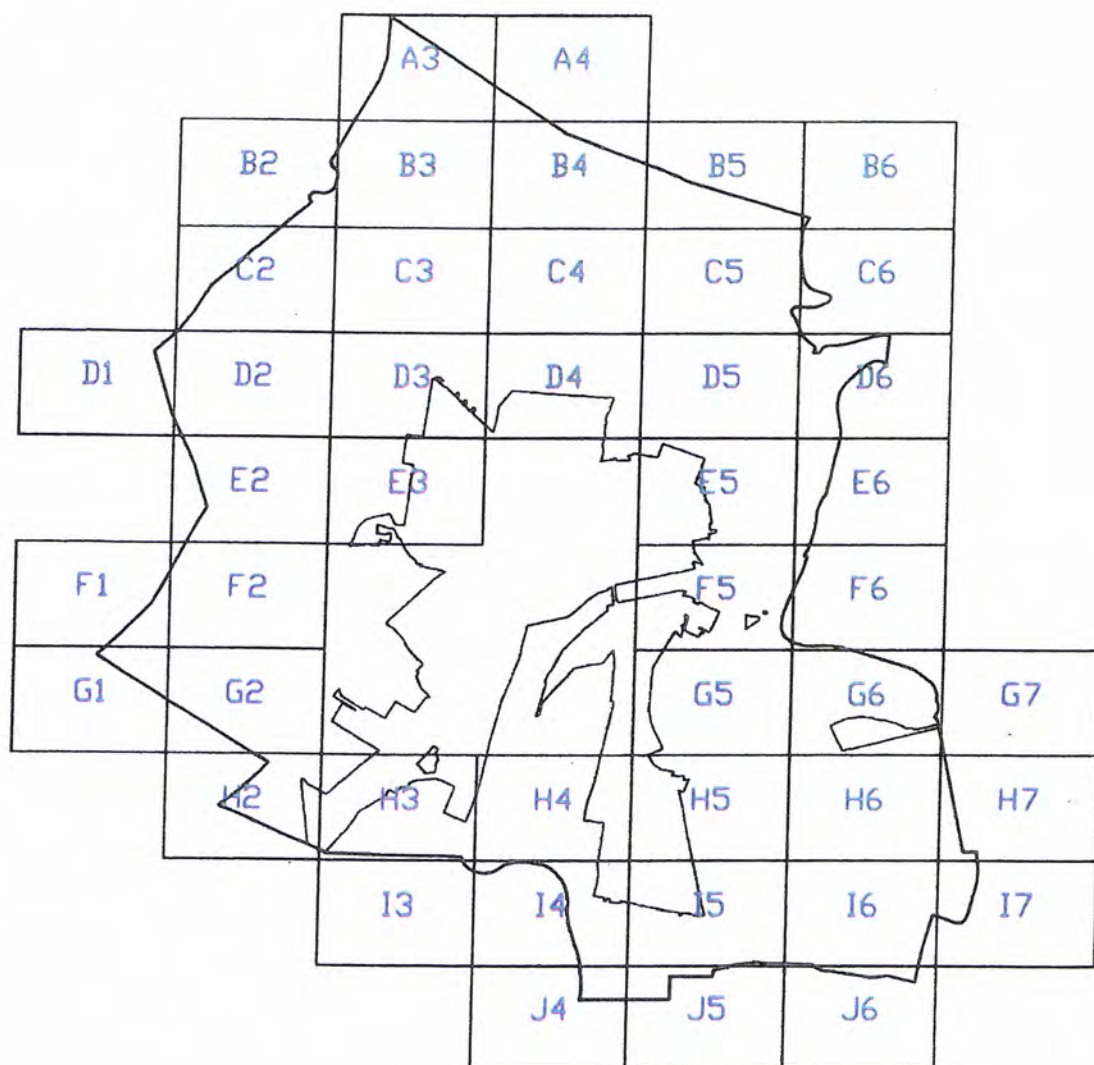 A3 A4
B2 B3 B4 B5 B6
C2 C3 C4 C5 C6
D1 D2 D3 D4 D5 D6
E2 E3 E5 E6
F1 F2 F5 F6
G1 G2 G5 G6 G7
H2 H3 H4 H5 H6 H7
I3 I4 I5 I6 I7
J4 J5 J6